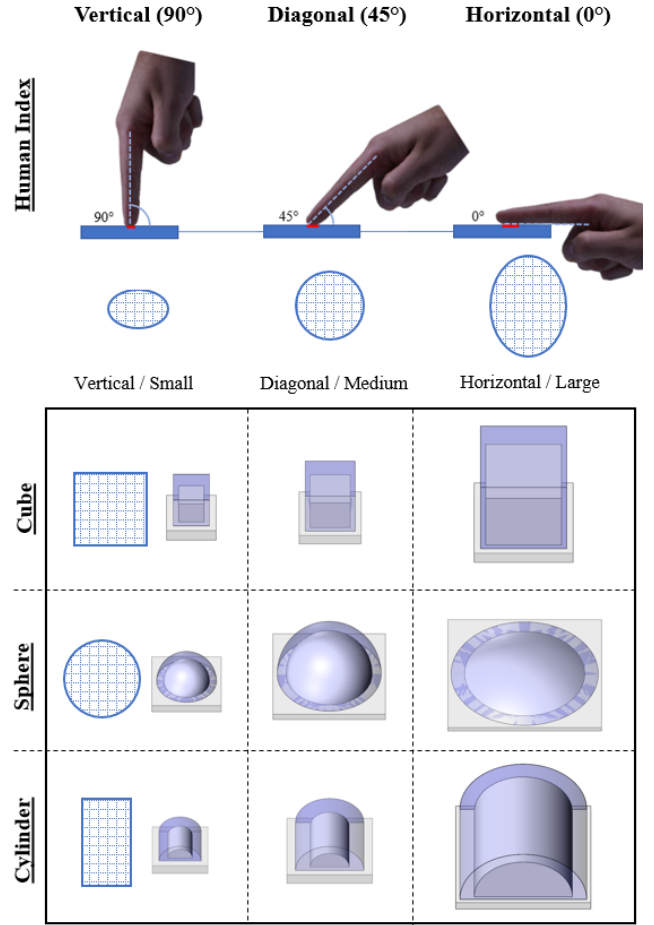 Vertical (90°)
Diagonal (45°)
Horizontal (0°)
Human Index
90°
45°
0°
Vertical / Small
Diagonal / Medium
Horizontal / Large
Cube
Sphere
Cylinder